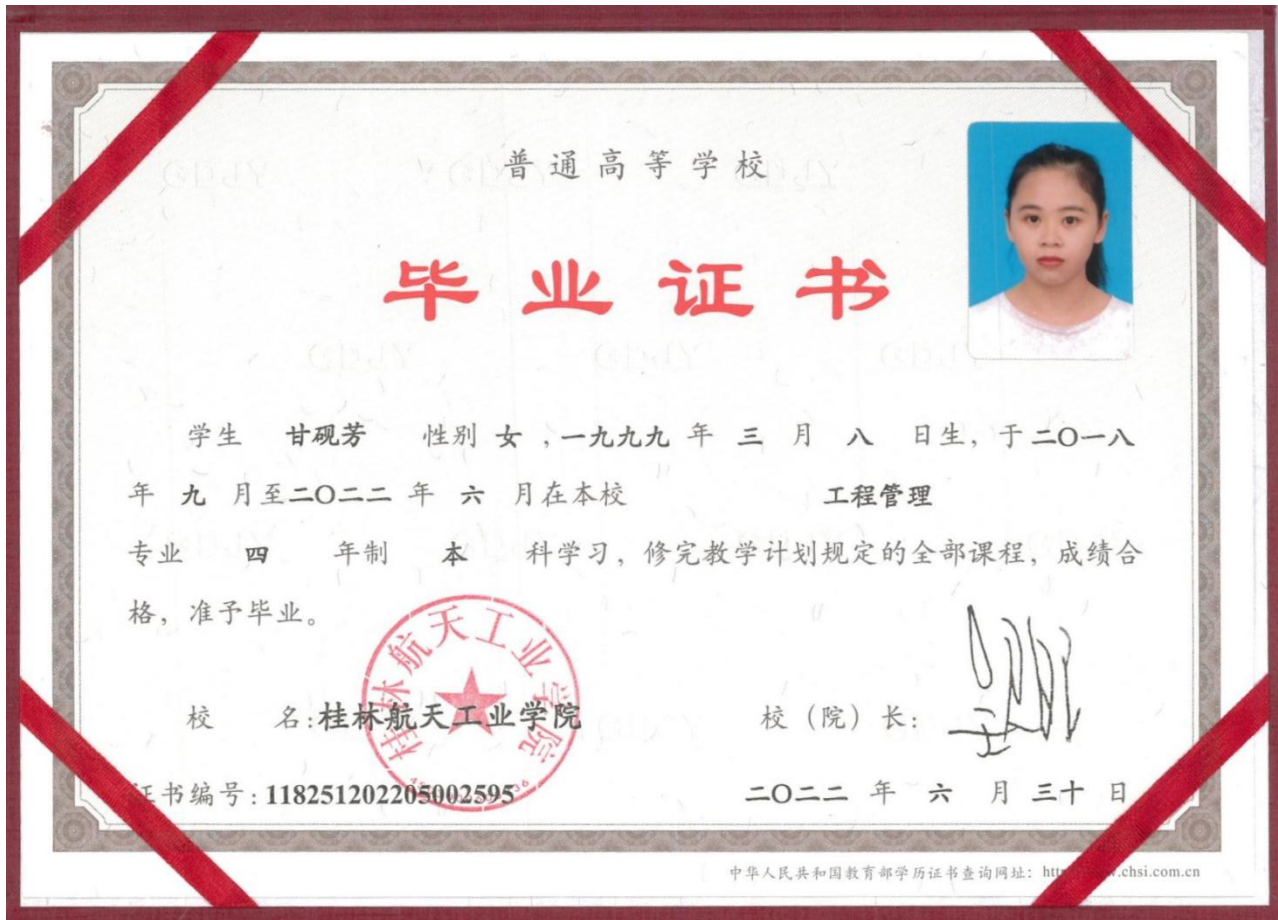 普通高等学校
毕业证书
学生 甘砚芳 性别 女 ,一九九九 年 三 月 八 日生, 于二〇一八
年 九 月至二〇二二 年 六 月在本校 工程管理
专业 四 年制 本 科学习, 修完教学计划规定的全部课程, 成绩合
格, 准予毕业。
桂林航天工业学院
校 名:桂林航天工业学院 校(院)长:
证书编号:118251202205002595 二〇二二 年 六 月 三十 日
中华人民共和国教育部学历证书查询网址: chsi.com.cn